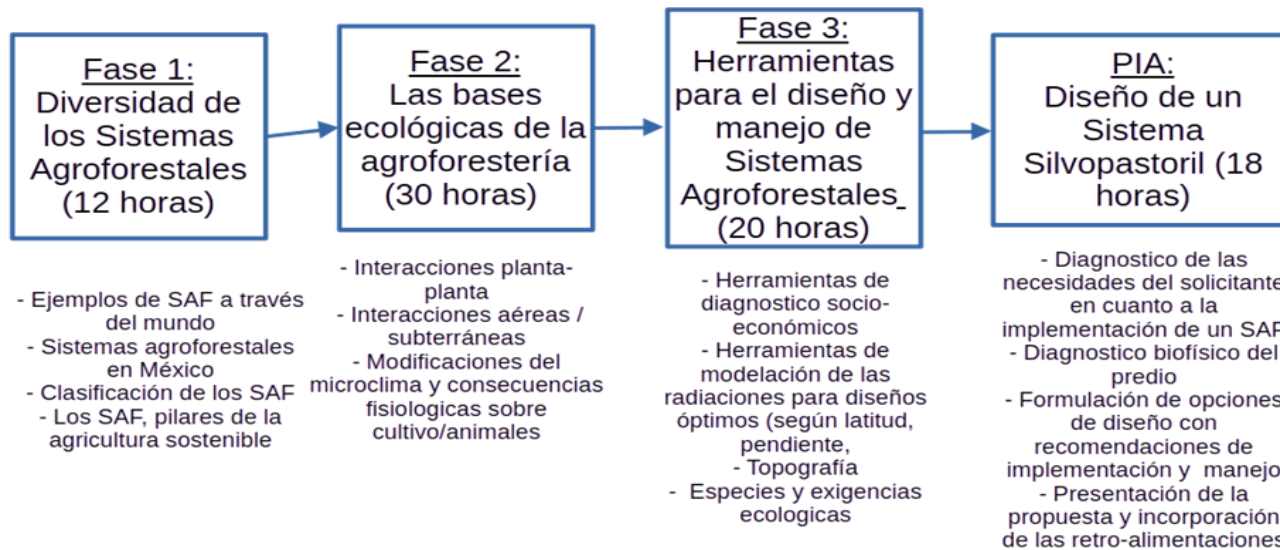 Fase 1:
Diversidad de
los Sistemas
Agroforestales
(12 horas)
- Ejemplos de SAF a través
del mundo
- Sistemas agroforestales
en México
- Clasificación de los SAF
- Los SAF, pilares de la
agricultura sostenible
Fase 2:
Las bases
ecológicas de la
agroforestería
(30 horas)
- Interacciones planta-
planta
- Interacciones aéreas /
subterráneas
- Modificaciones del
microclima y consecuencias
fisiologicas sobre
cultivo/animales
Fase 3:
Herramientas
para el diseño y
manejo de
Sistemas
Agroforestales
(20 horas)
- Herramientas de
diagnostico socio-
económicos
- Herramientas de
modelación de las
radiaciones para diseños
óptimos (según latitud,
pendiente,
- Topografía
- Especies y exigencias
ecologicas
PIA:
Diseño de un
Sistema
Silvopastoril (18
horas)
- Diagnostico de las
necesidades del solicitante
en cuanto a la
implementación de un SAF
- Diagnostico biofísico del
predio
- Formulación de opciones
de diseño con
recomendaciones de
implementación y manejo
- Presentación de la
propuesta y incorporación
de las retro-alimentaciones